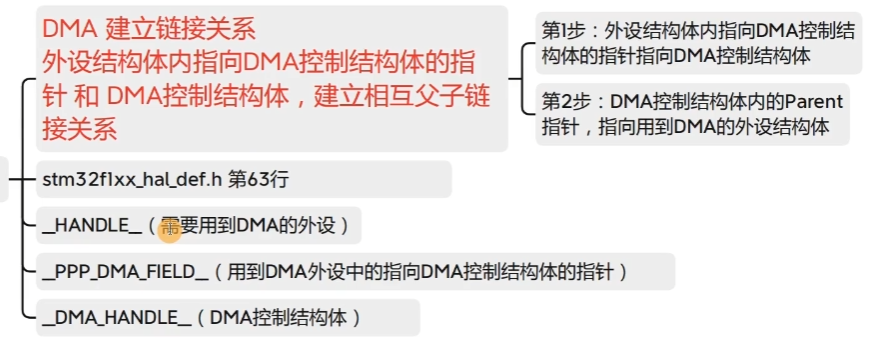 DMA 建立链接关系
外设结构体内指向DMA控制结构体的指
针 和 DMA控制结构体，建立相互父子链
接关系
第1步：外设结构体内指向DMA控制结
构体的指针指向DMA控制结构体
第2步：DMA控制结构体内的Parent
指针，指向用到DMA的外设结构体
stm32f1xx_hal_def.h 第63行
__HANDLE__（需要用到DMA的外设）
__PPP_DMA_FIELD__（用到DMA外设中的指向DMA控制结构体的指针）
__DMA_HANDLE__（DMA控制结构体）